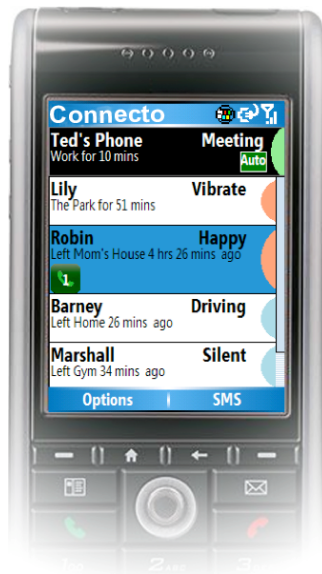 Connecto
Ted's Phone Meeting
Work for 10 mins Auto
Lily Vibrate
The Park for 51 mins
Robin Happy
Left Mom's House 4 hrs 26 mins ago
Barney Driving
Left Home 26 mins ago
Marshall Silent
Left Gym 34 mins ago
Options SMS